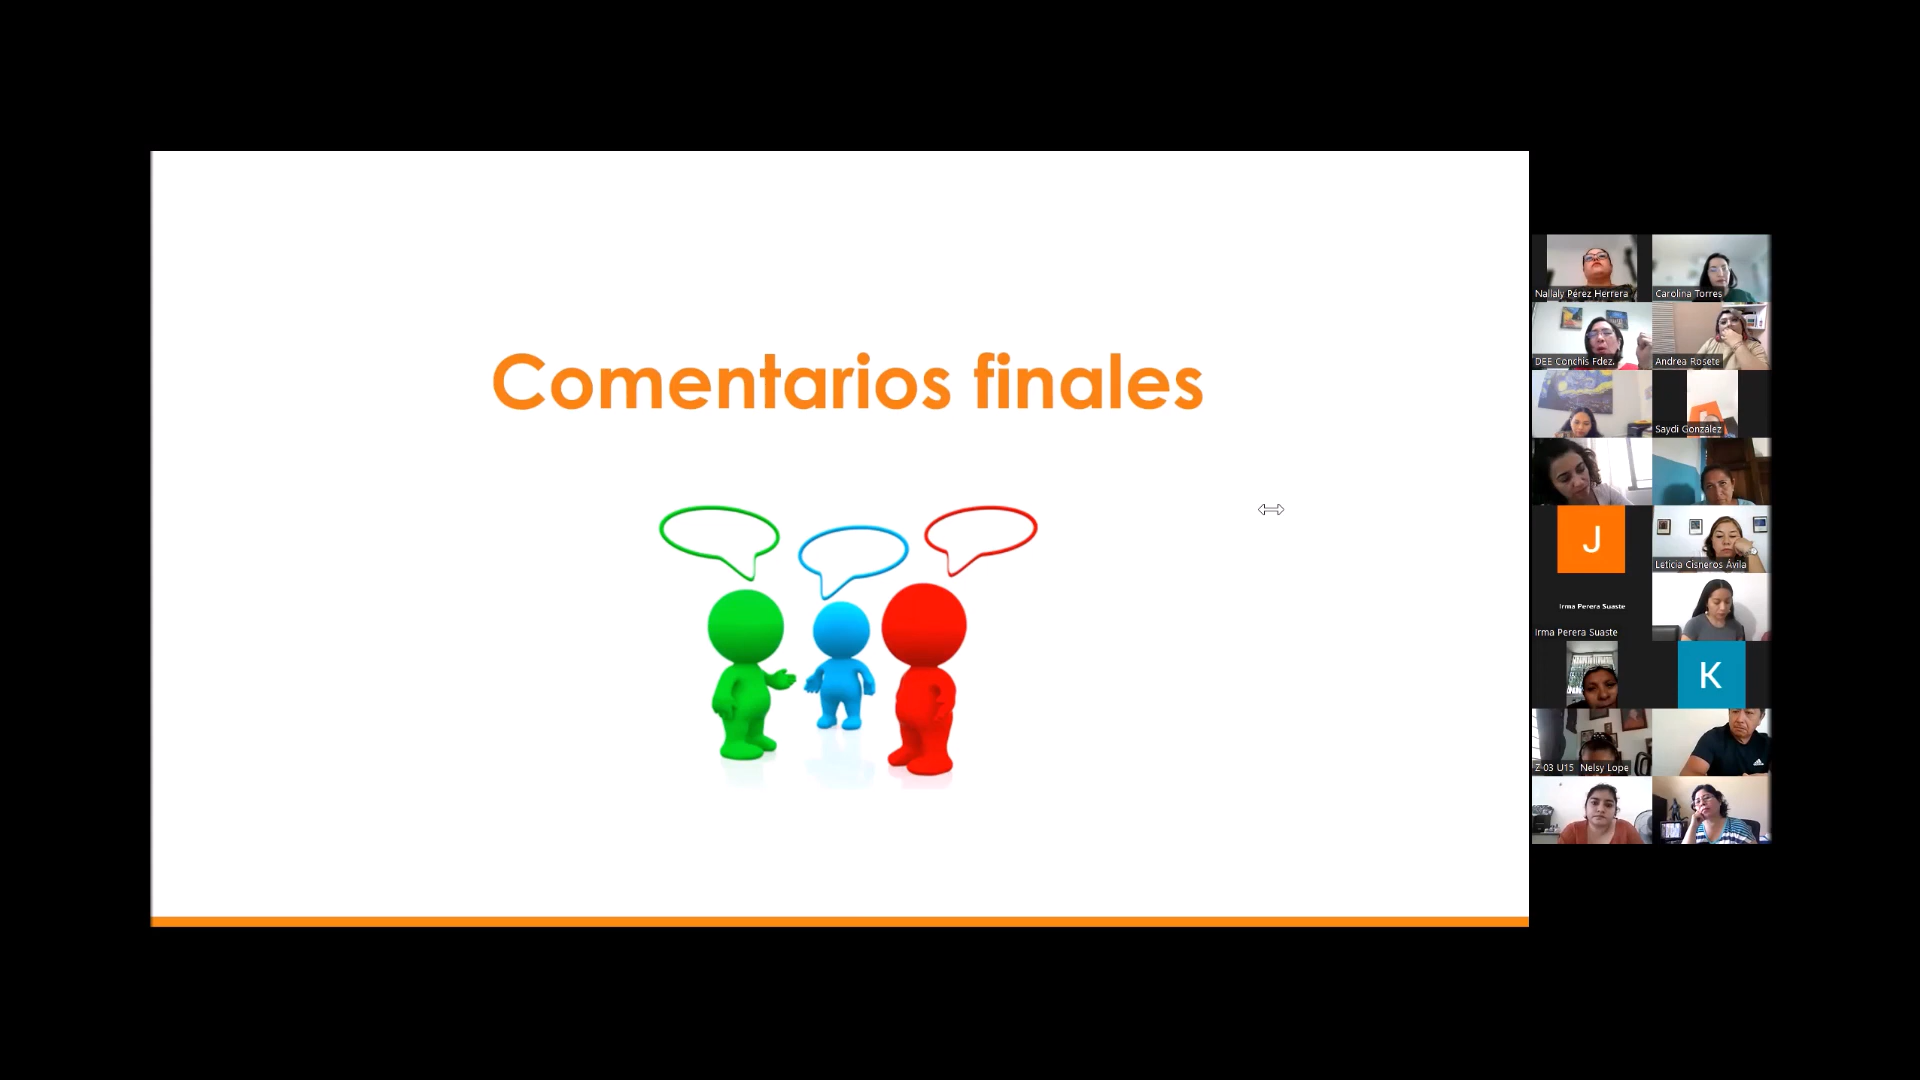 Comentarios finales
Nallaly Pérez Herrera
Carolina Torres
DEE Conchis Fdez.
Andrea Rosete
Saydi González
J
Leticia Cisneros Ávila
Irma Perera Suaste
Irma Perera Suaste
K
Z 03 U15 Nelsy Lope